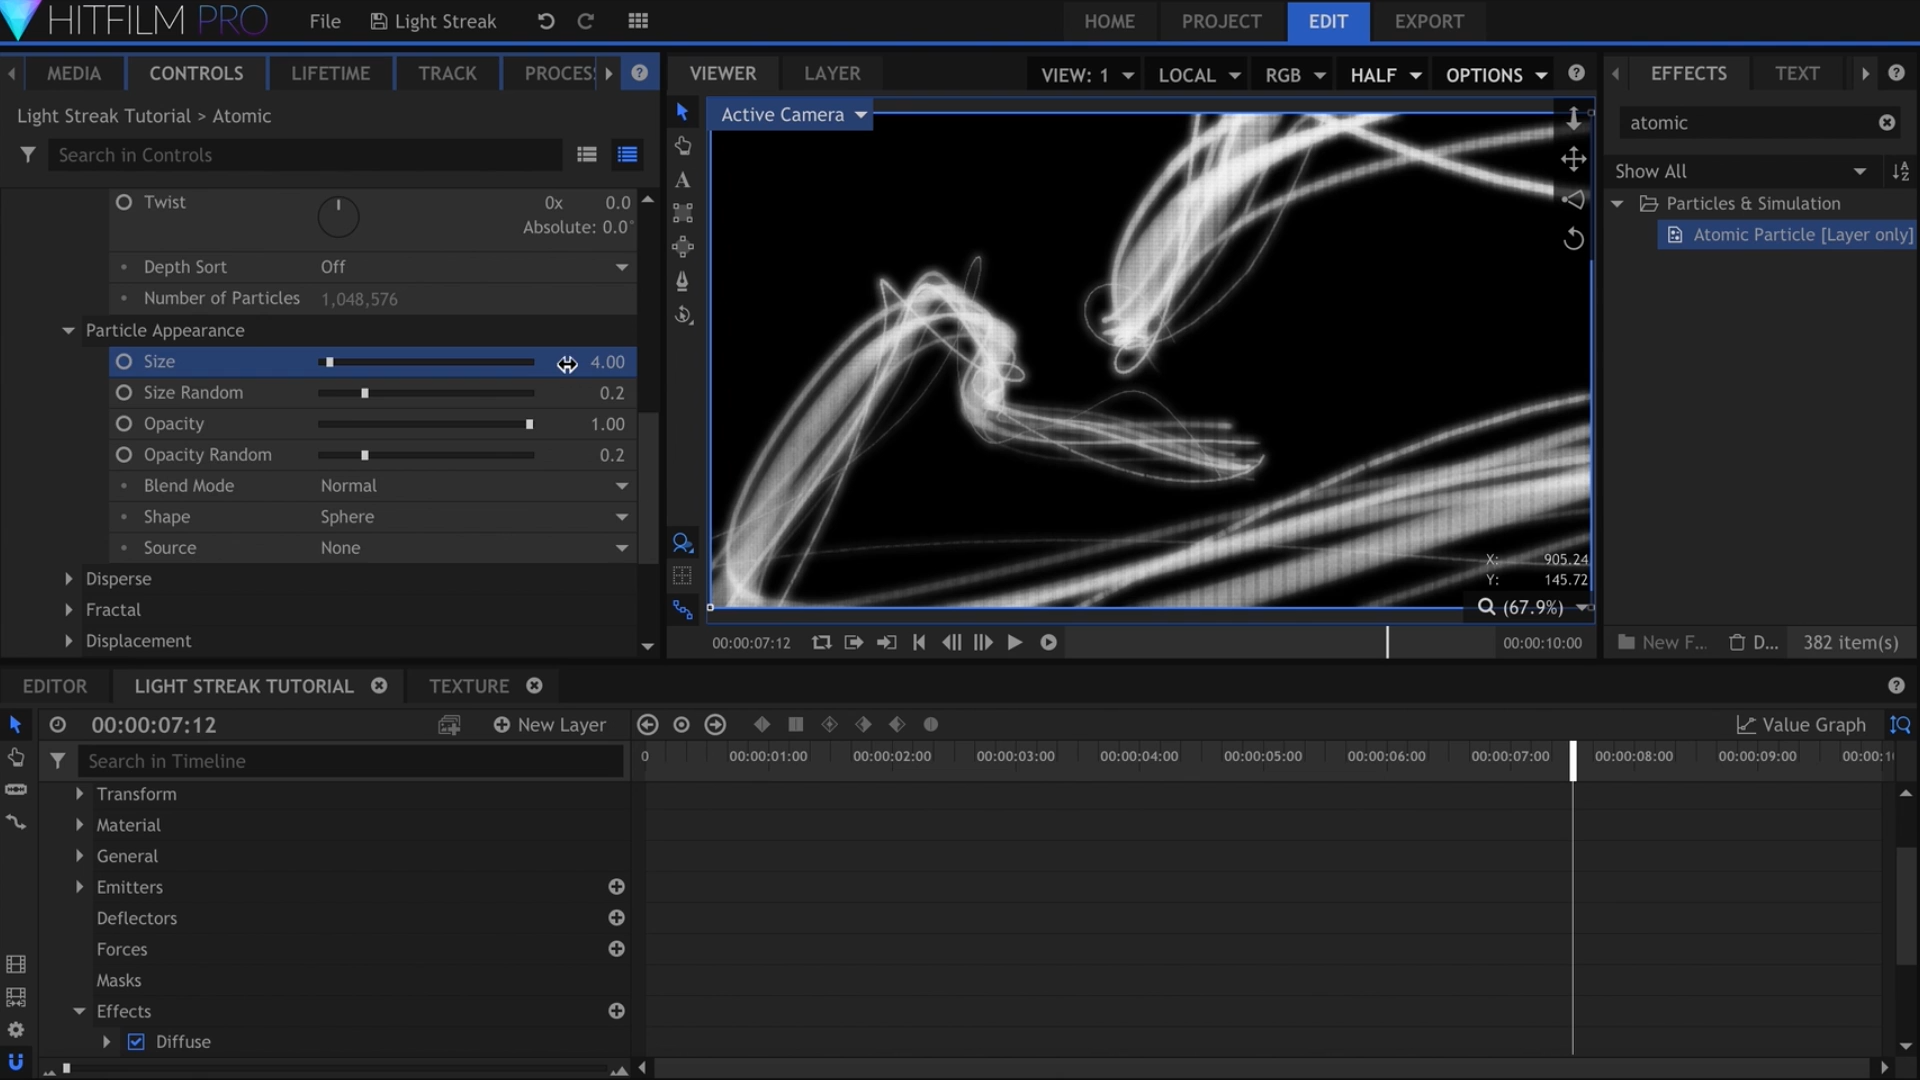 HITFILM PRO File Light Streak HOME PROJECT EDIT EXPORT
MEDIA CONTROLS LIFETIME TRACK PROCES
Light Streak Tutorial > Atomic
Search in Controls
Twist 0x 0.0
Absolute: 0.0°
Depth Sort Off
Number of Particles 1,048,576
Particle Appearance
Size 4.00
Size Random 0.2
Opacity 1.00
Opacity Random 0.2
Blend Mode Normal
Shape Sphere
Source None
Disperse
Fractal
Displacement
VIEWER LAYER VIEW: 1 LOCAL RGB HALF OPTIONS
Active Camera
X: 905.24
Y: 145.72
(67.9%)
00:00:07:12 00:00:10:00
EFFECTS TEXT
atomic
Show All
Particles & Simulation
Atomic Particle [Layer only]
New F... D... 382 item(s)
EDITOR LIGHT STREAK TUTORIAL TEXTURE
00:00:07:12 New Layer Value Graph
Search in Timeline
0 00:00:01:00 00:00:02:00 00:00:03:00 00:00:04:00 00:00:05:00 00:00:06:00 00:00:07:00 00:00:08:00 00:00:09:00 00:00:1
Transform
Material
General
Emitters
Deflectors
Forces
Masks
Effects
Diffuse